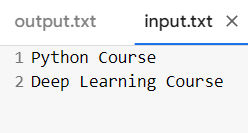 output.txt input.txt ×
1 Python Course
2 Deep Learning Course